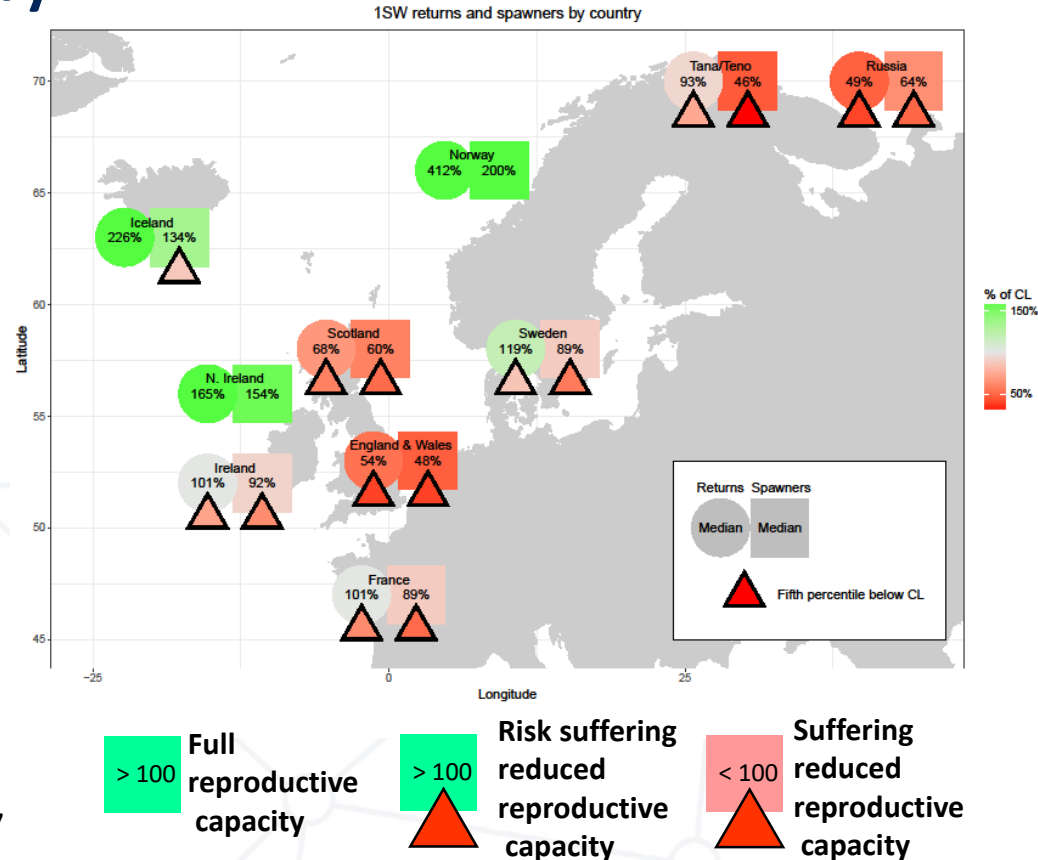 y
1SW returns and spawners by country
Tana/Teno
93% 46%
Russia
49% 64%
Norway
412% 200%
Iceland
226% 134%
Scotland
68% 60%
Sweden
119% 89%
N. Ireland
165% 154%
England & Wales
54% 48%
Ireland
101% 92%
France
101% 89%
70
65
60
55
50
45
Latitude
−25 0 25
Longitude
% of CL
150%
50%
Returns Spawners
Median Median
Fifth percentile below CL
> 100
Full
reproductive
capacity
> 100
Risk suffering
reduced
reproductive
capacity
< 100
Suffering
reduced
reproductive
capacity